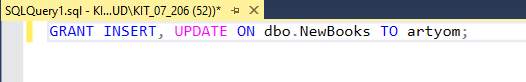 SQLQuery1.sql - KI...UD\KIT_07_206 (52))*
GRANT INSERT, UPDATE ON dbo.NewBooks TO artyom;